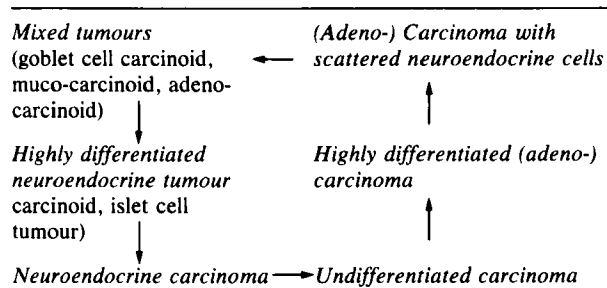 Mixed tumours
(goblet cell carcinoid,
muco-carcinoid, adeno-
carcinoid)
(Adeno-) Carcinoma with
scattered neuroendocrine cells
Highly differentiated
neuroendocrine tumour
carcinoid, islet cell
tumour)
Highly differentiated (adeno-)
carcinoma
Neuroendocrine carcinoma
Undifferentiated carcinoma